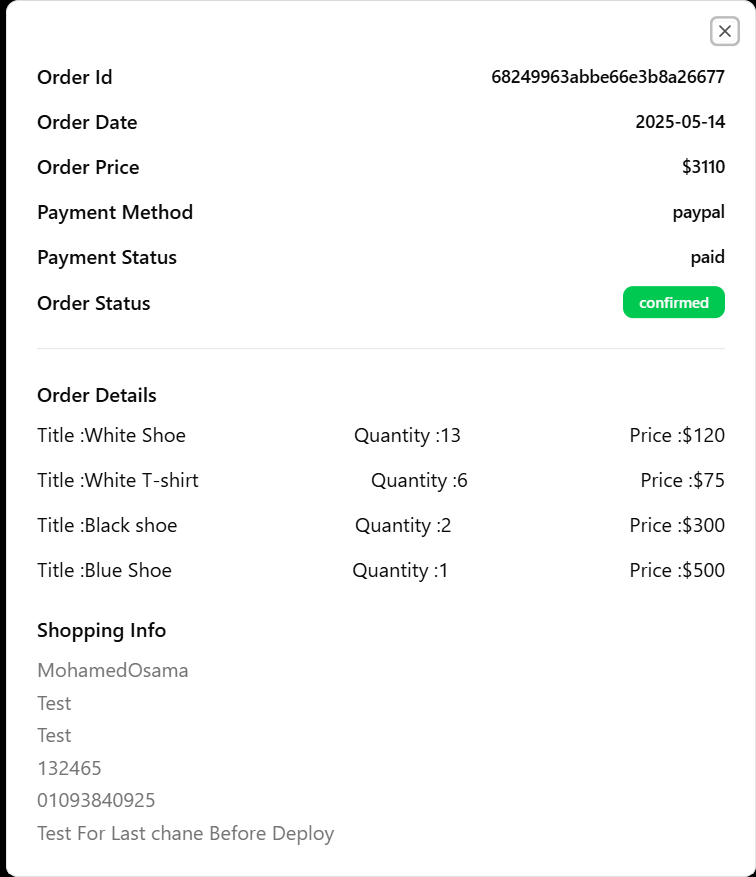 Order Id 68249963abbe66e3b8a26677
Order Date 2025-05-14
Order Price $3110
Payment Method paypal
Payment Status paid
Order Status confirmed
Order Details
Title :White Shoe Quantity :13 Price :$120
Title :White T-shirt Quantity :6 Price :$75
Title :Black shoe Quantity :2 Price :$300
Title :Blue Shoe Quantity :1 Price :$500
Shopping Info
MohamedOsama
Test
Test
132465
01093840925
Test For Last chane Before Deploy